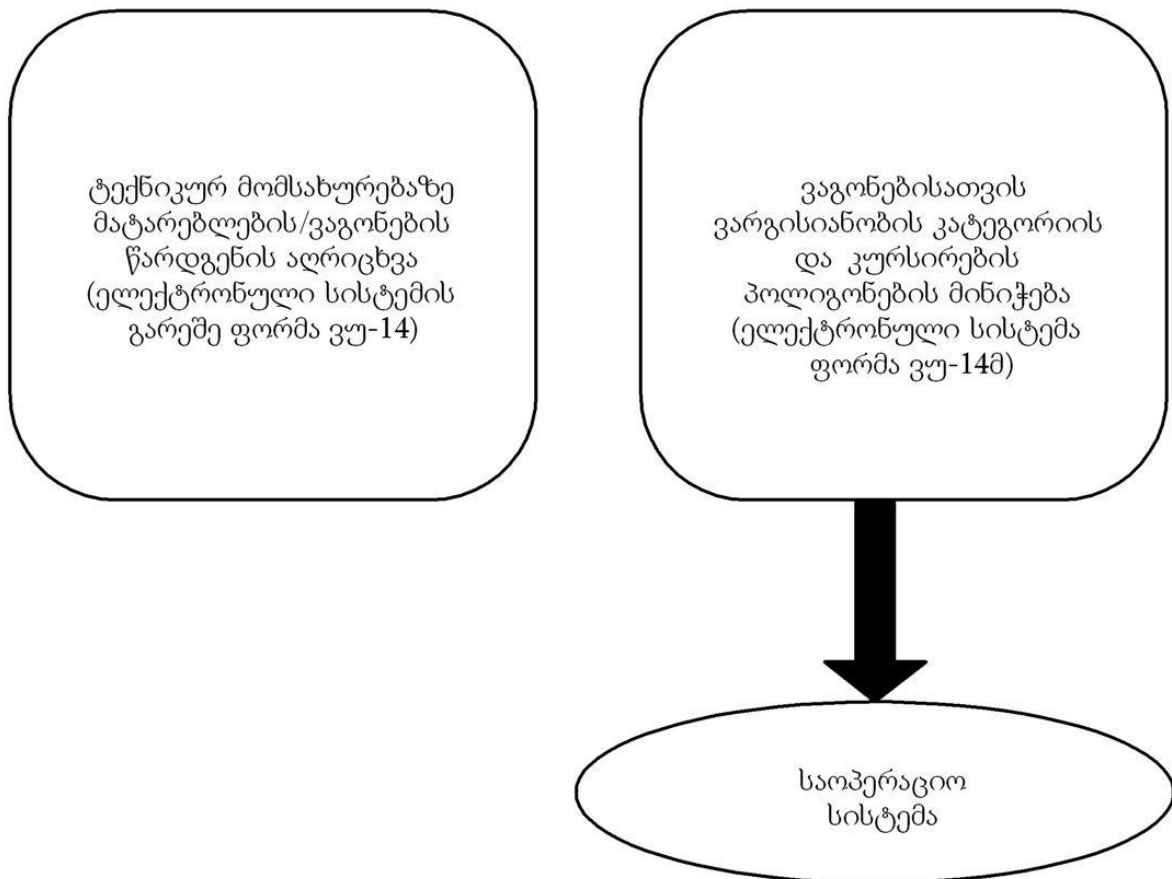 ტექნიკურ მომსახურებაზე
მატარებლების/ვაგონების
წარდგენის აღრიცხვა
(ელექტრონული სისტემის
გარეშე ფორმა ვუ-14)
ვაგონებისათვის
ვარგისიანობის კატეგორიის
და კურსირების
პოლიგონების მინიჭება
(ელექტრონული სისტემა
ფორმა ვუ-14მ)
საოპერაციო
სისტემა